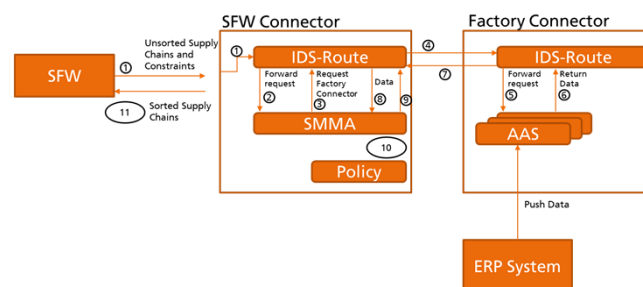 SFW Connector
Factory Connector
SFW
1
Unsorted Supply
Chains and
Constraints
11
Sorted Supply
Chains
1
IDS-Route
4
7
IDS-Route
Forward
request
2
Request
Factory
Connector
3
Data
8
9
Forward
request
5
Return
Data
6
SMMA
10
Policy
AAS
Push Data
ERP System